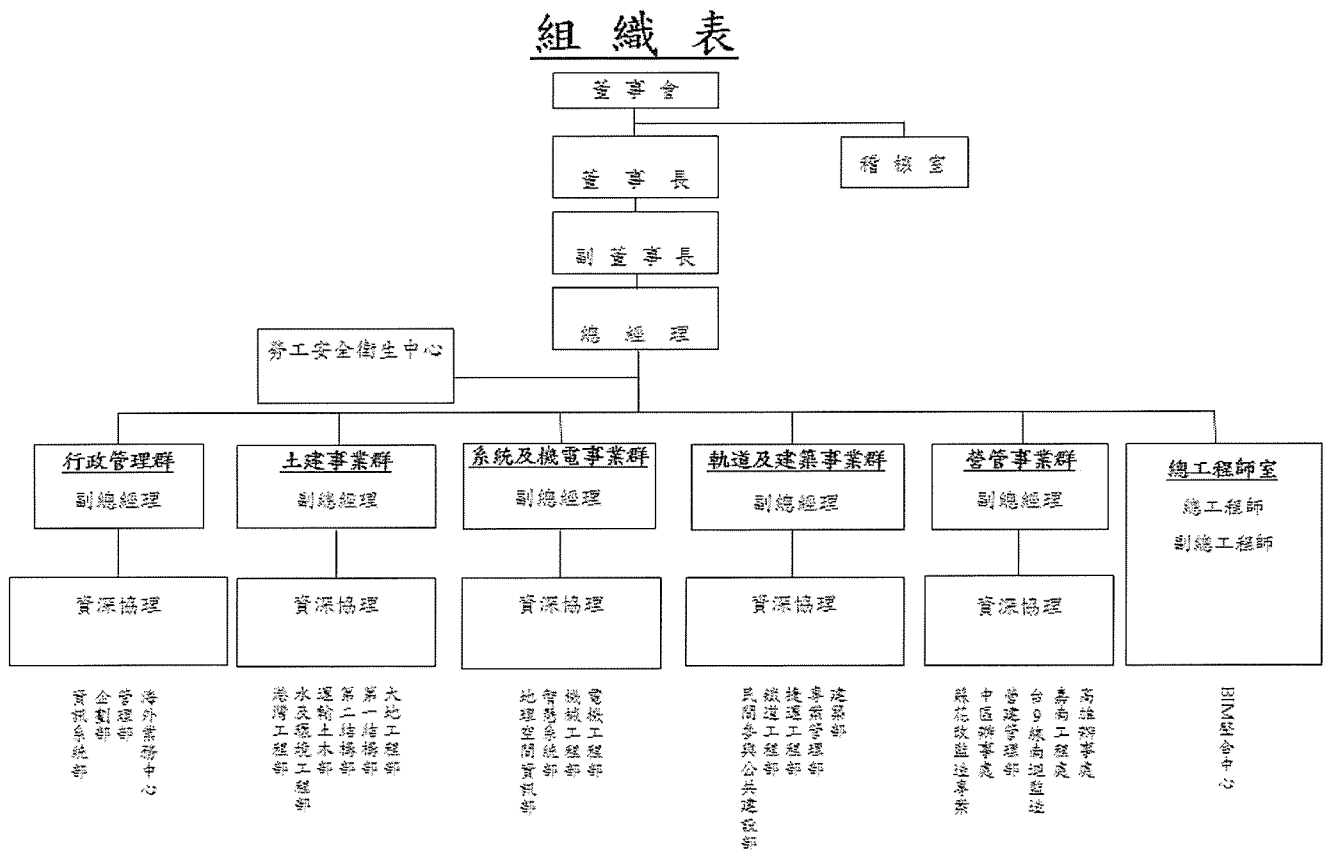 組織表
董事會
稽核室
董事長
副董事長
總經理
勞工安全衛生中心
行政管理群
副總經理
土建事業群
副總經理
系統及機電事業群
副總經理
軌道及建築事業群
副總經理
營管事業群
副總經理
總工程師室
總工程師
副總工程師
資深協理
資深協理
資深協理
資深協理
資深協理
海外業務中心
管理部
企劃部
資訊系統部
大地工程部
第一結構部
第二結構部
運輸土木部
水及環境工程部
港灣工程部
電機工程部
機械工程部
智慧系統部
地理空間資訊部
建築部
專案管理部
捷運工程部
鐵道工程部
民間參與公共建設部
高雄辦事處
壽南工程處
台9線南迴監造
營建管理部
中區辦事處
蘇花改監造專案
BIM整合中心